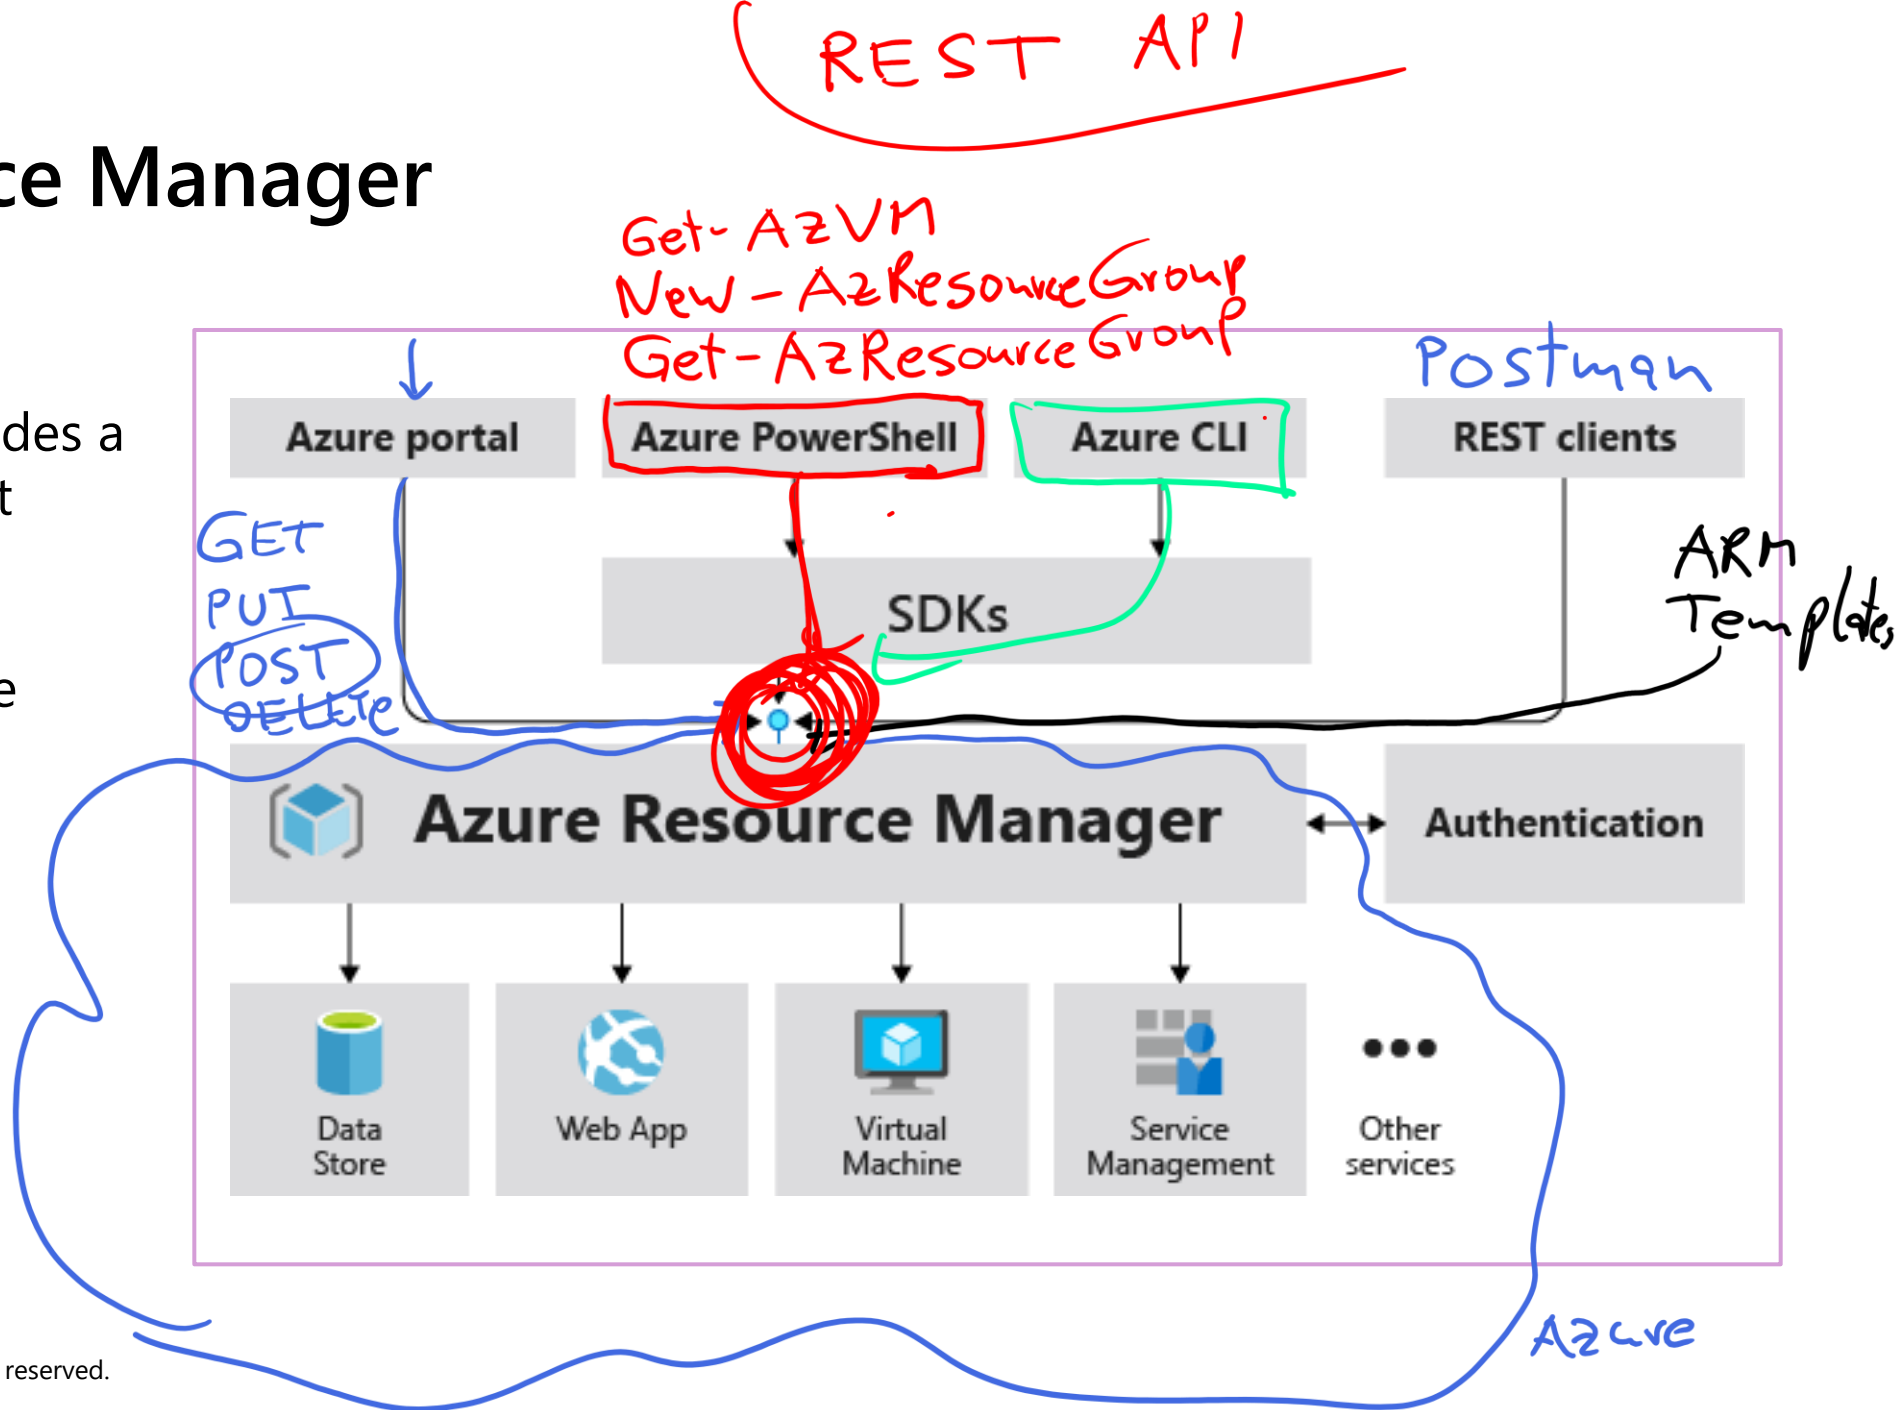 REST API
ce Manager
Get-AzVM
New-AzResourceGroup
Get-AzResourceGroup
Postman
des a
t
e
Azure portal
Azure PowerShell
Azure CLI
REST clients
GET
PUT
POST
DELETE
SDKs
ARM
Templates
Azure Resource Manager
Authentication
Data
Store
Web App
Virtual
Machine
Service
Management
Other
services
Azure
reserved.